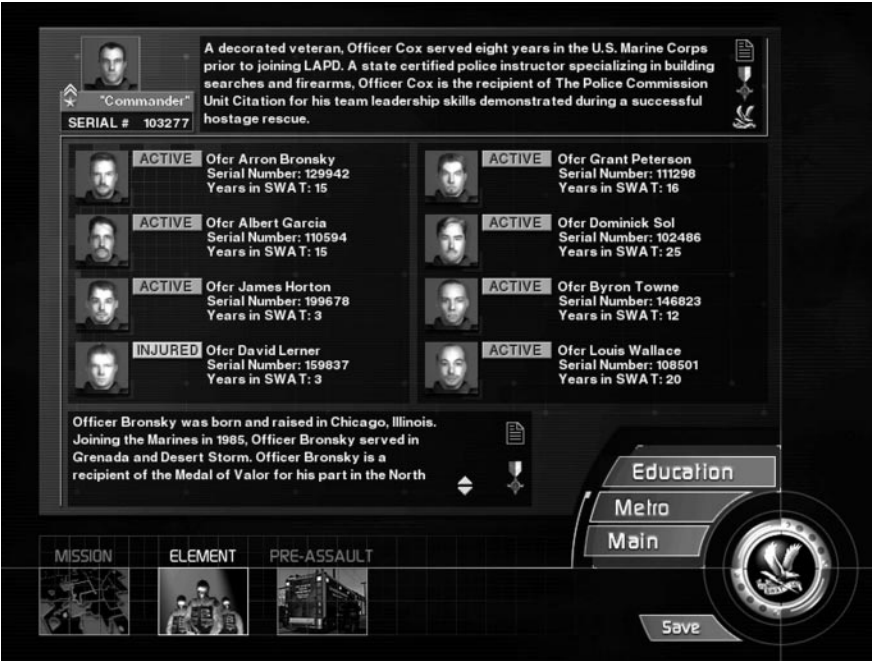 A decorated veteran, Officer Cox served eight years in the U.S. Marine Corps
prior to joining LAPD. A state certified police instructor specializing in building
searches and firearms, Officer Cox is the recipient of The Police Commission
Unit Citation for his team leadership skills demonstrated during a successful
hostage rescue.
"Commander"
SERIAL # 103277
ACTIVE Ofcr Arron Bronsky
Serial Number: 129942
Years in SWAT: 15
ACTIVE Ofcr Grant Peterson
Serial Number: 111298
Years in SWAT: 16
ACTIVE Ofcr Albert Garcia
Serial Number: 110594
Years in SWAT: 15
ACTIVE Ofcr Dominick Sol
Serial Number: 102486
Years in SWAT: 25
ACTIVE Ofcr James Horton
Serial Number: 199678
Years in SWAT: 3
ACTIVE Ofcr Byron Towne
Serial Number: 146823
Years in SWAT: 12
INJURED Ofcr David Lerner
Serial Number: 159837
Years in SWAT: 3
ACTIVE Ofcr Louis Wallace
Serial Number: 108501
Years in SWAT: 20
Officer Bronsky was born and raised in Chicago, Illinois.
Joining the Marines in 1985, Officer Bronsky served in
Grenada and Desert Storm. Officer Bronsky is a
recipient of the Medal of Valor for his part in the North
Education
Metro
Main
MISSION ELEMENT PRE-ASSAULT
Save